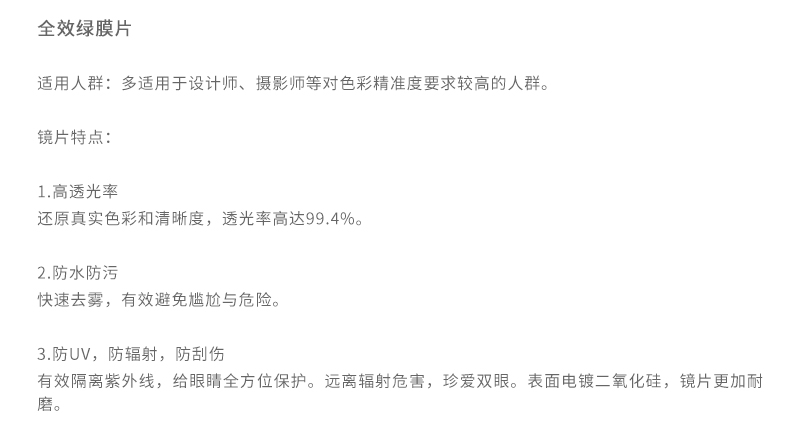 全效绿膜片
适用人群：多适用于设计师、摄影师等对色彩精准度要求较高的人群。
镜片特点：
1.高透光率
还原真实色彩和清晰度，透光率高达99.4%。
2.防水防污
快速去雾，有效避免尴尬与危险。
3.防UV，防辐射，防刮伤
有效隔离紫外线，给眼睛全方位保护。远离辐射危害，珍爱双眼。表面电镀二氧化硅，镜片更加耐
磨。